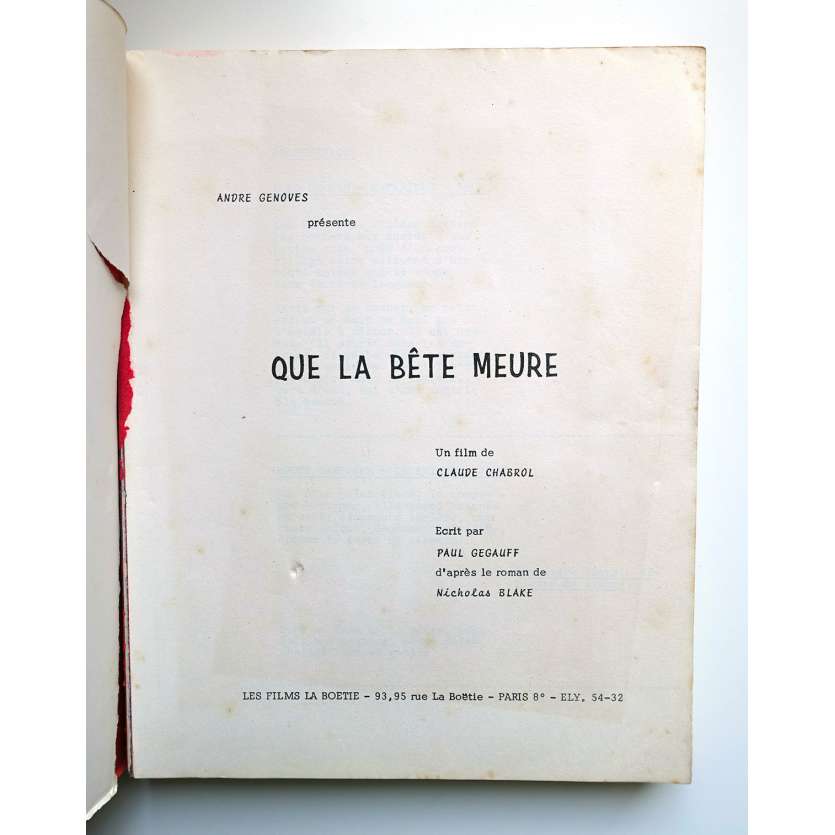 ANDRE GENOVES
présente
QUE LA BÊTE MEURE
Un film de
CLAUDE CHABROL
Ecrit par
PAUL GEGAUFF
d'après le roman de
Nicholas BLAKE
LES FILMS LA BOETIE - 93,95 rue La Boëtie - PARIS 8° - ELY. 54-32